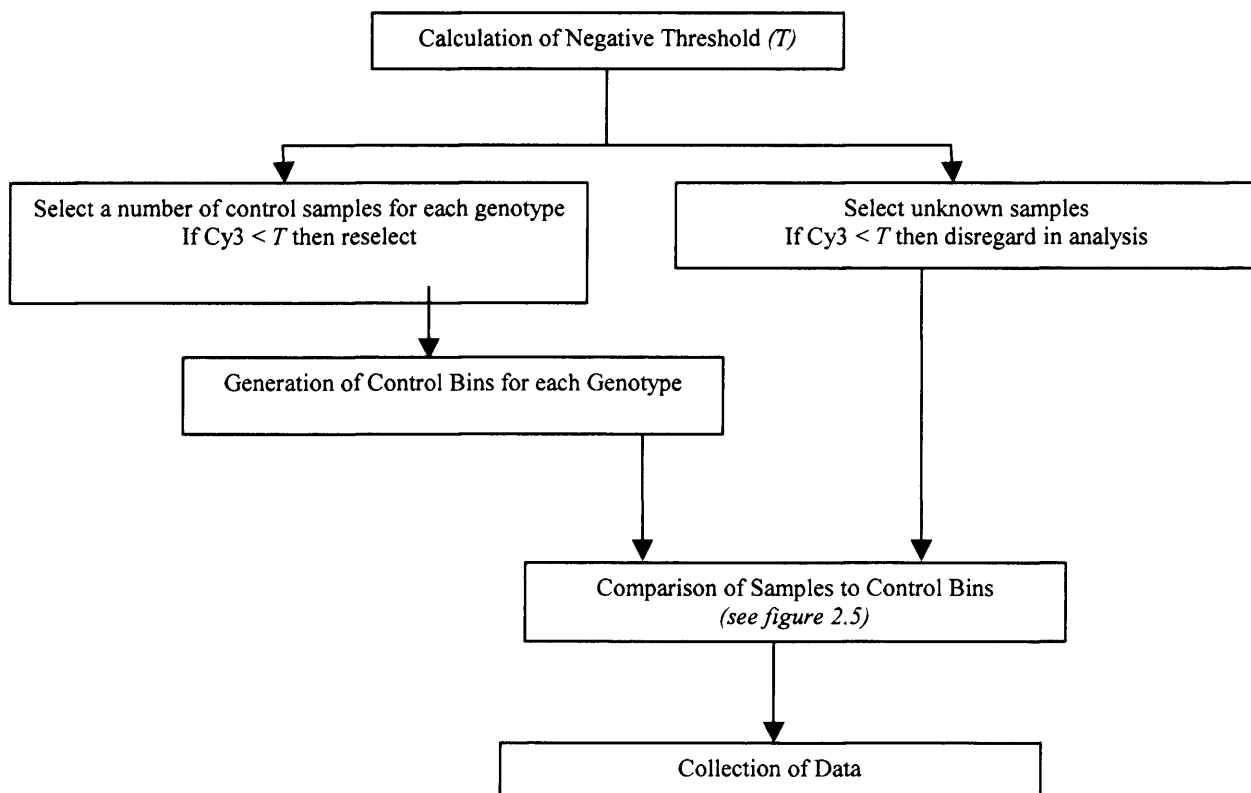 Calculation of Negative Threshold (T)
Select a number of control samples for each genotype
If Cy3 < T then reselect
Select unknown samples
If Cy3 < T then disregard in analysis
Generation of Control Bins for each Genotype
Comparison of Samples to Control Bins
(see figure 2.5)
Collection of Data